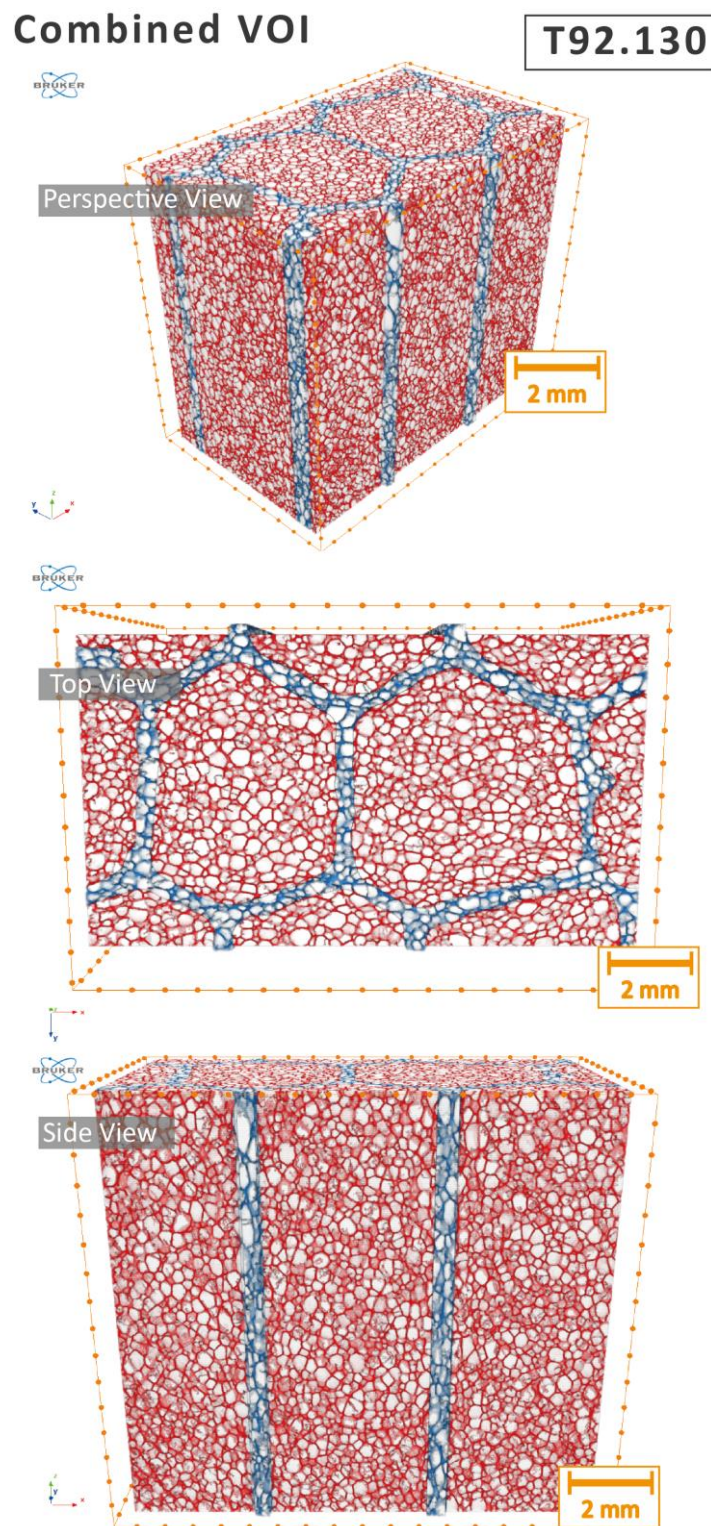 Combined VOI
T92.130
BRUKER
Perspective View
2 mm
z
y
x
BRUKER
Top View
2 mm
z
x
y
BRUKER
Side View
2 mm
z
y
x